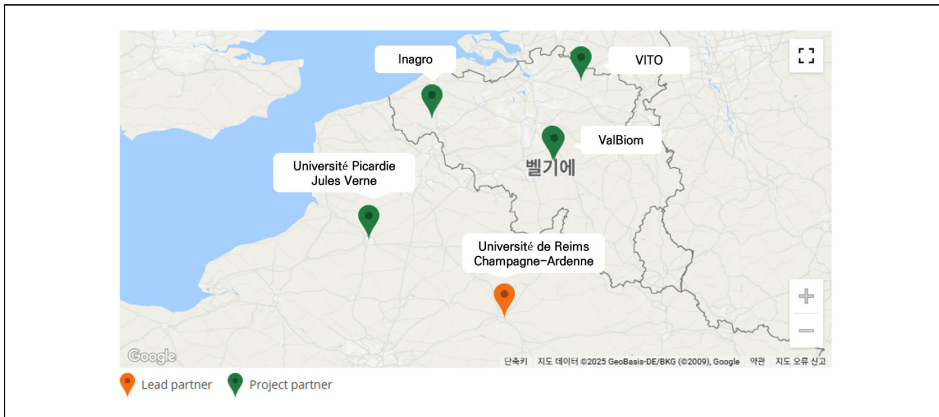 Inagro
VITO
ValBiom
벨기에
Université Picardie
Jules Verne
Université de Reims
Champagne-Ardenne
Google
단축키 지도 데이터 ©2025 GeoBasis-DE/BKG (©2009), Google 약관 지도 오류 신고
Lead partner Project partner